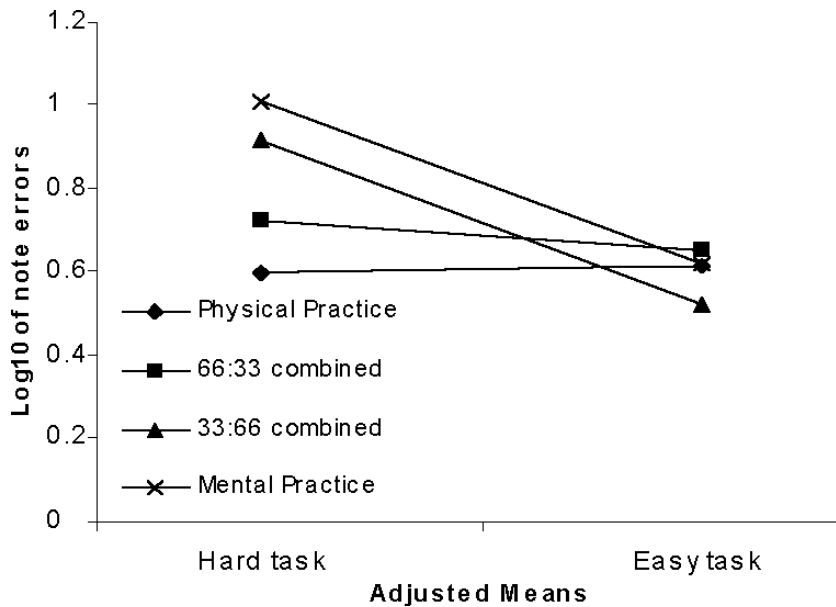 1.2
1
0.8
0.6
0.4
0.2
0
Log10 of note errors
Physical Practice
66:33 combined
33:66 combined
Mental Practice
Hard task
Easy task
Adjusted Means